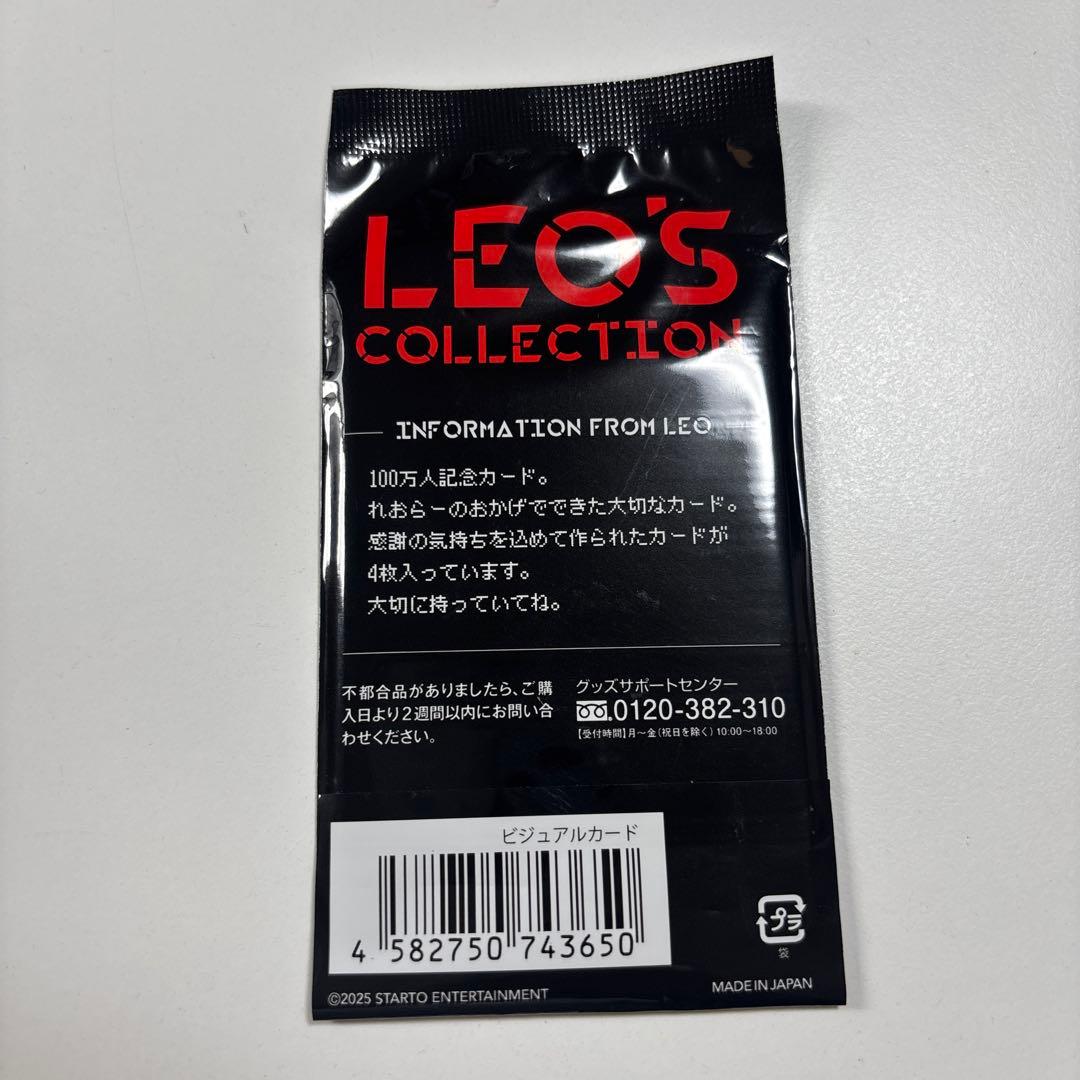 LEO'S
COLLECTION
INFORMATION FROM LEO
100万人記念カード。
れおらーのおかげでできた大切なカード。
感謝の気持ちを込めて作られたカードが
4枚入っています。
大切に持っていてね。
不都合品がありましたら、ご購
入日より2週間以内にお問い合
わせください。
グッズサポートセンター
0120-382-310
【受付時間】月～金(祝日を除く) 10:00～18:00
ビジュアルカード
4 582750 743650
プラ
袋
©2025 STARTO ENTERTAINMENT
MADE IN JAPAN